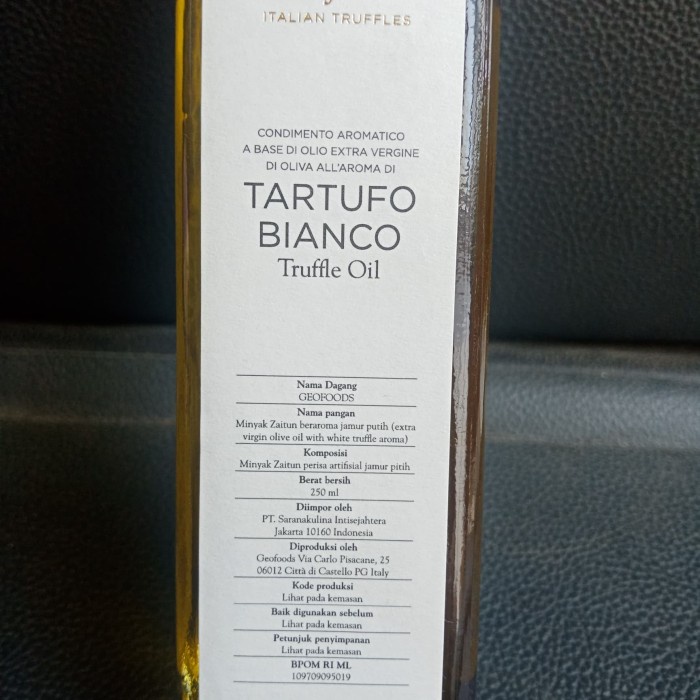 ITALIAN TRUFFLES
CONDIMENTO AROMATICO
A BASE DI OLIO EXTRA VERGINE
DI OLIVA ALL'AROMA DI
TARTUFO
BIANCO
Truffle Oil
Nama Dagang
GEOFOODS
Nama pangan
Minyak Zaitun beraroma jamur putih (extra
virgin olive oil with white truffle aroma)
Komposisi
Minyak Zaitun perisa artifisial jamur pitih
Berat bersih
250 ml
Diimpor oleh
PT. Saranakulina Intisejahtera
Jakarta 10160 Indonesia
Diproduksi oleh
Geofoods Via Carlo Pisacane, 25
06012 Città di Castello PG Italy
Kode produksi
Lihat pada kemasan
Baik digunakan sebelum
Lihat pada kemasan
Petunjuk penyimpanan
Lihat pada kemasan
BPOM RI ML
109709095019